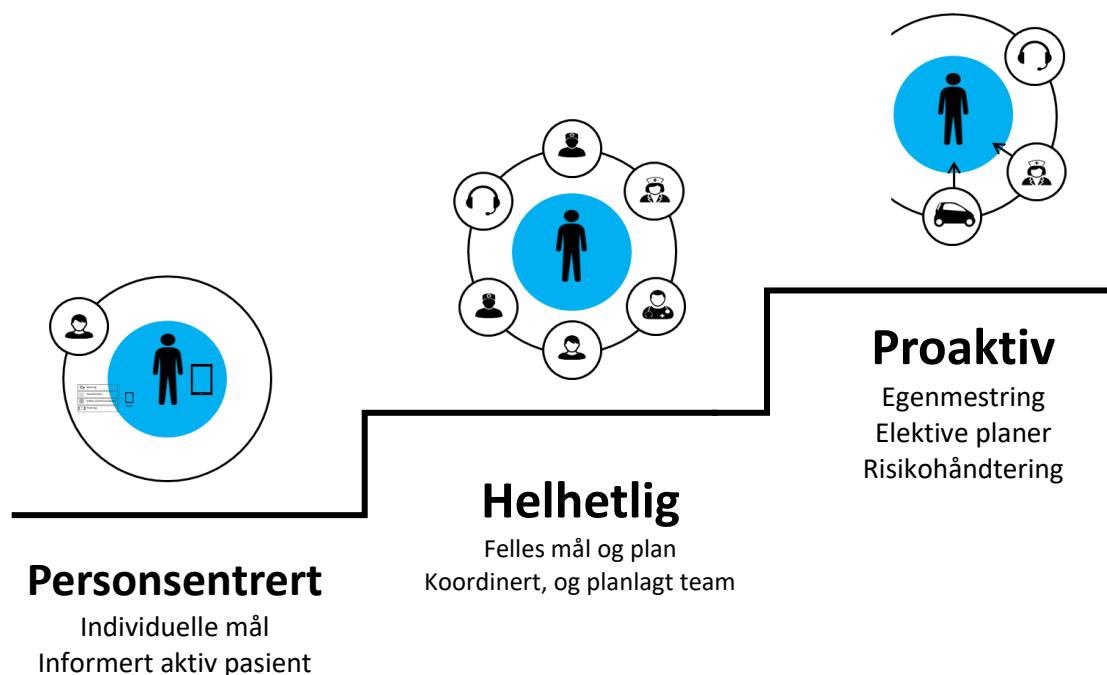 Proaktiv
Egenmestring
Elektive planer
Risikohåndtering
Helhetlig
Felles mål og plan
Koordinert, og planlagt team
Personsentrert
Individuelle mål
Informert aktiv pasient